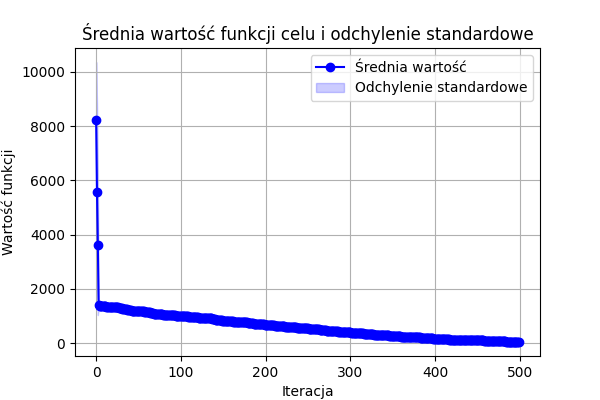 Średnia wartość funkcji celu i odchylenie standardowe
Średnia wartość
Odchylenie standardowe
Wartość funkcji
10000
8000
6000
4000
2000
0
0 100 200 300 400 500
Iteracja